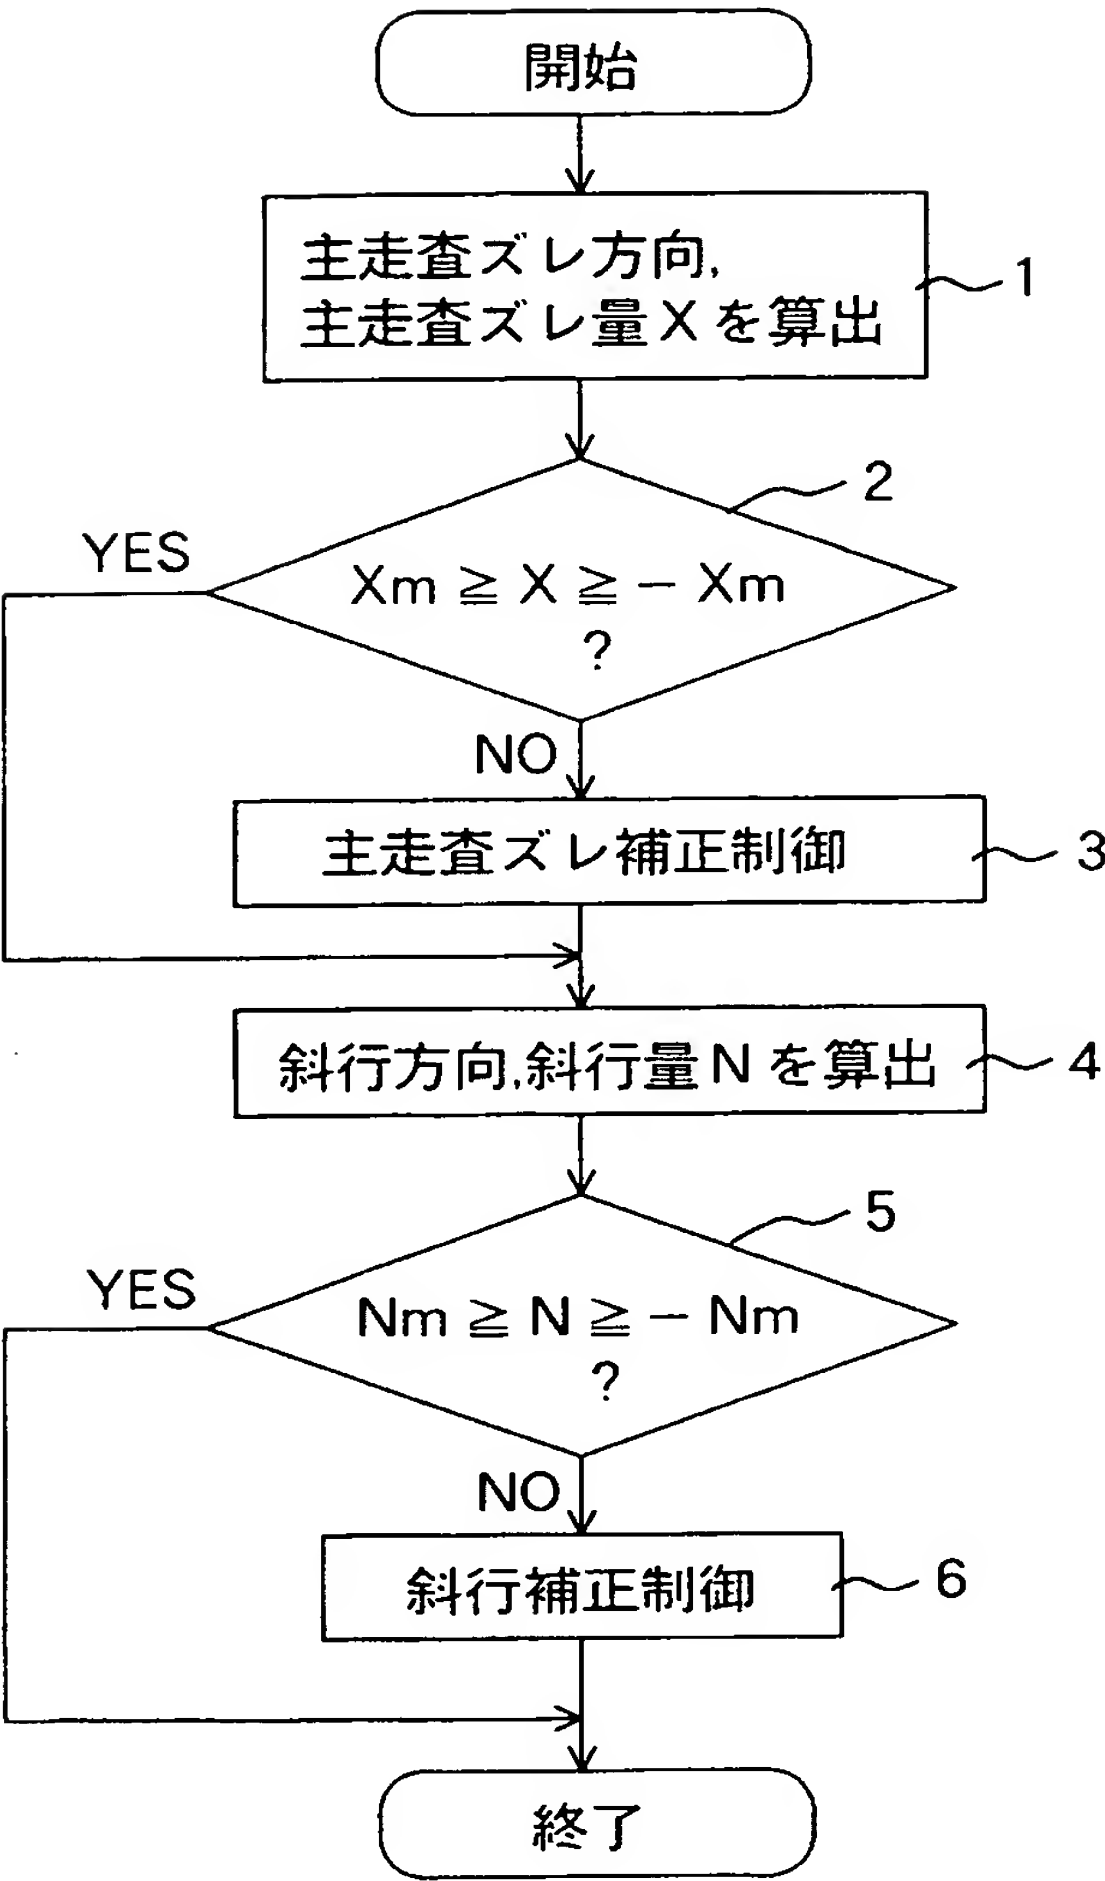 開始
主走査ズレ方向,
主走査ズレ量Xを算出
1
2
YES
Xm ≧ X ≧ − Xm
?
NO
主走査ズレ補正制御
3
斜行方向,斜行量Nを算出
4
5
YES
Nm ≧ N ≧ − Nm
?
NO
斜行補正制御
6
終了